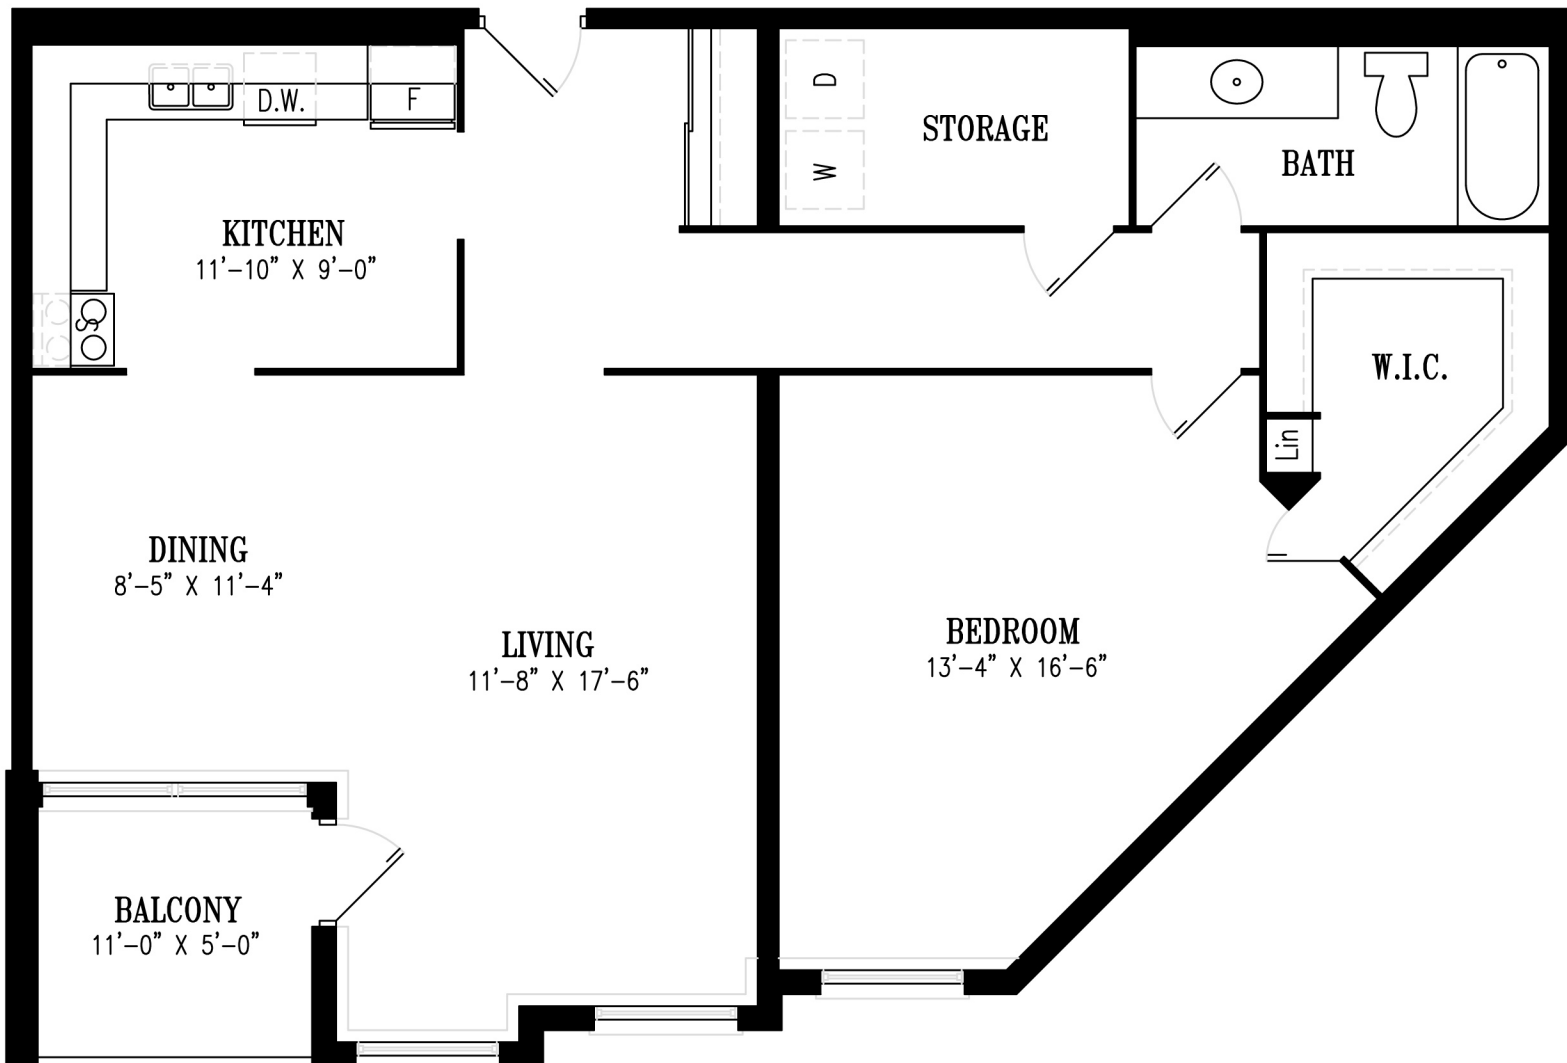 D.W.
F
D
W
STORAGE
BATH
KITCHEN
11'-10" X 9'-0"
S
W.I.C.
Lin
DINING
8'-5" X 11'-4"
LIVING
11'-8" X 17'-6"
BEDROOM
13'-4" X 16'-6"
BALCONY
11'-0" X 5'-0"